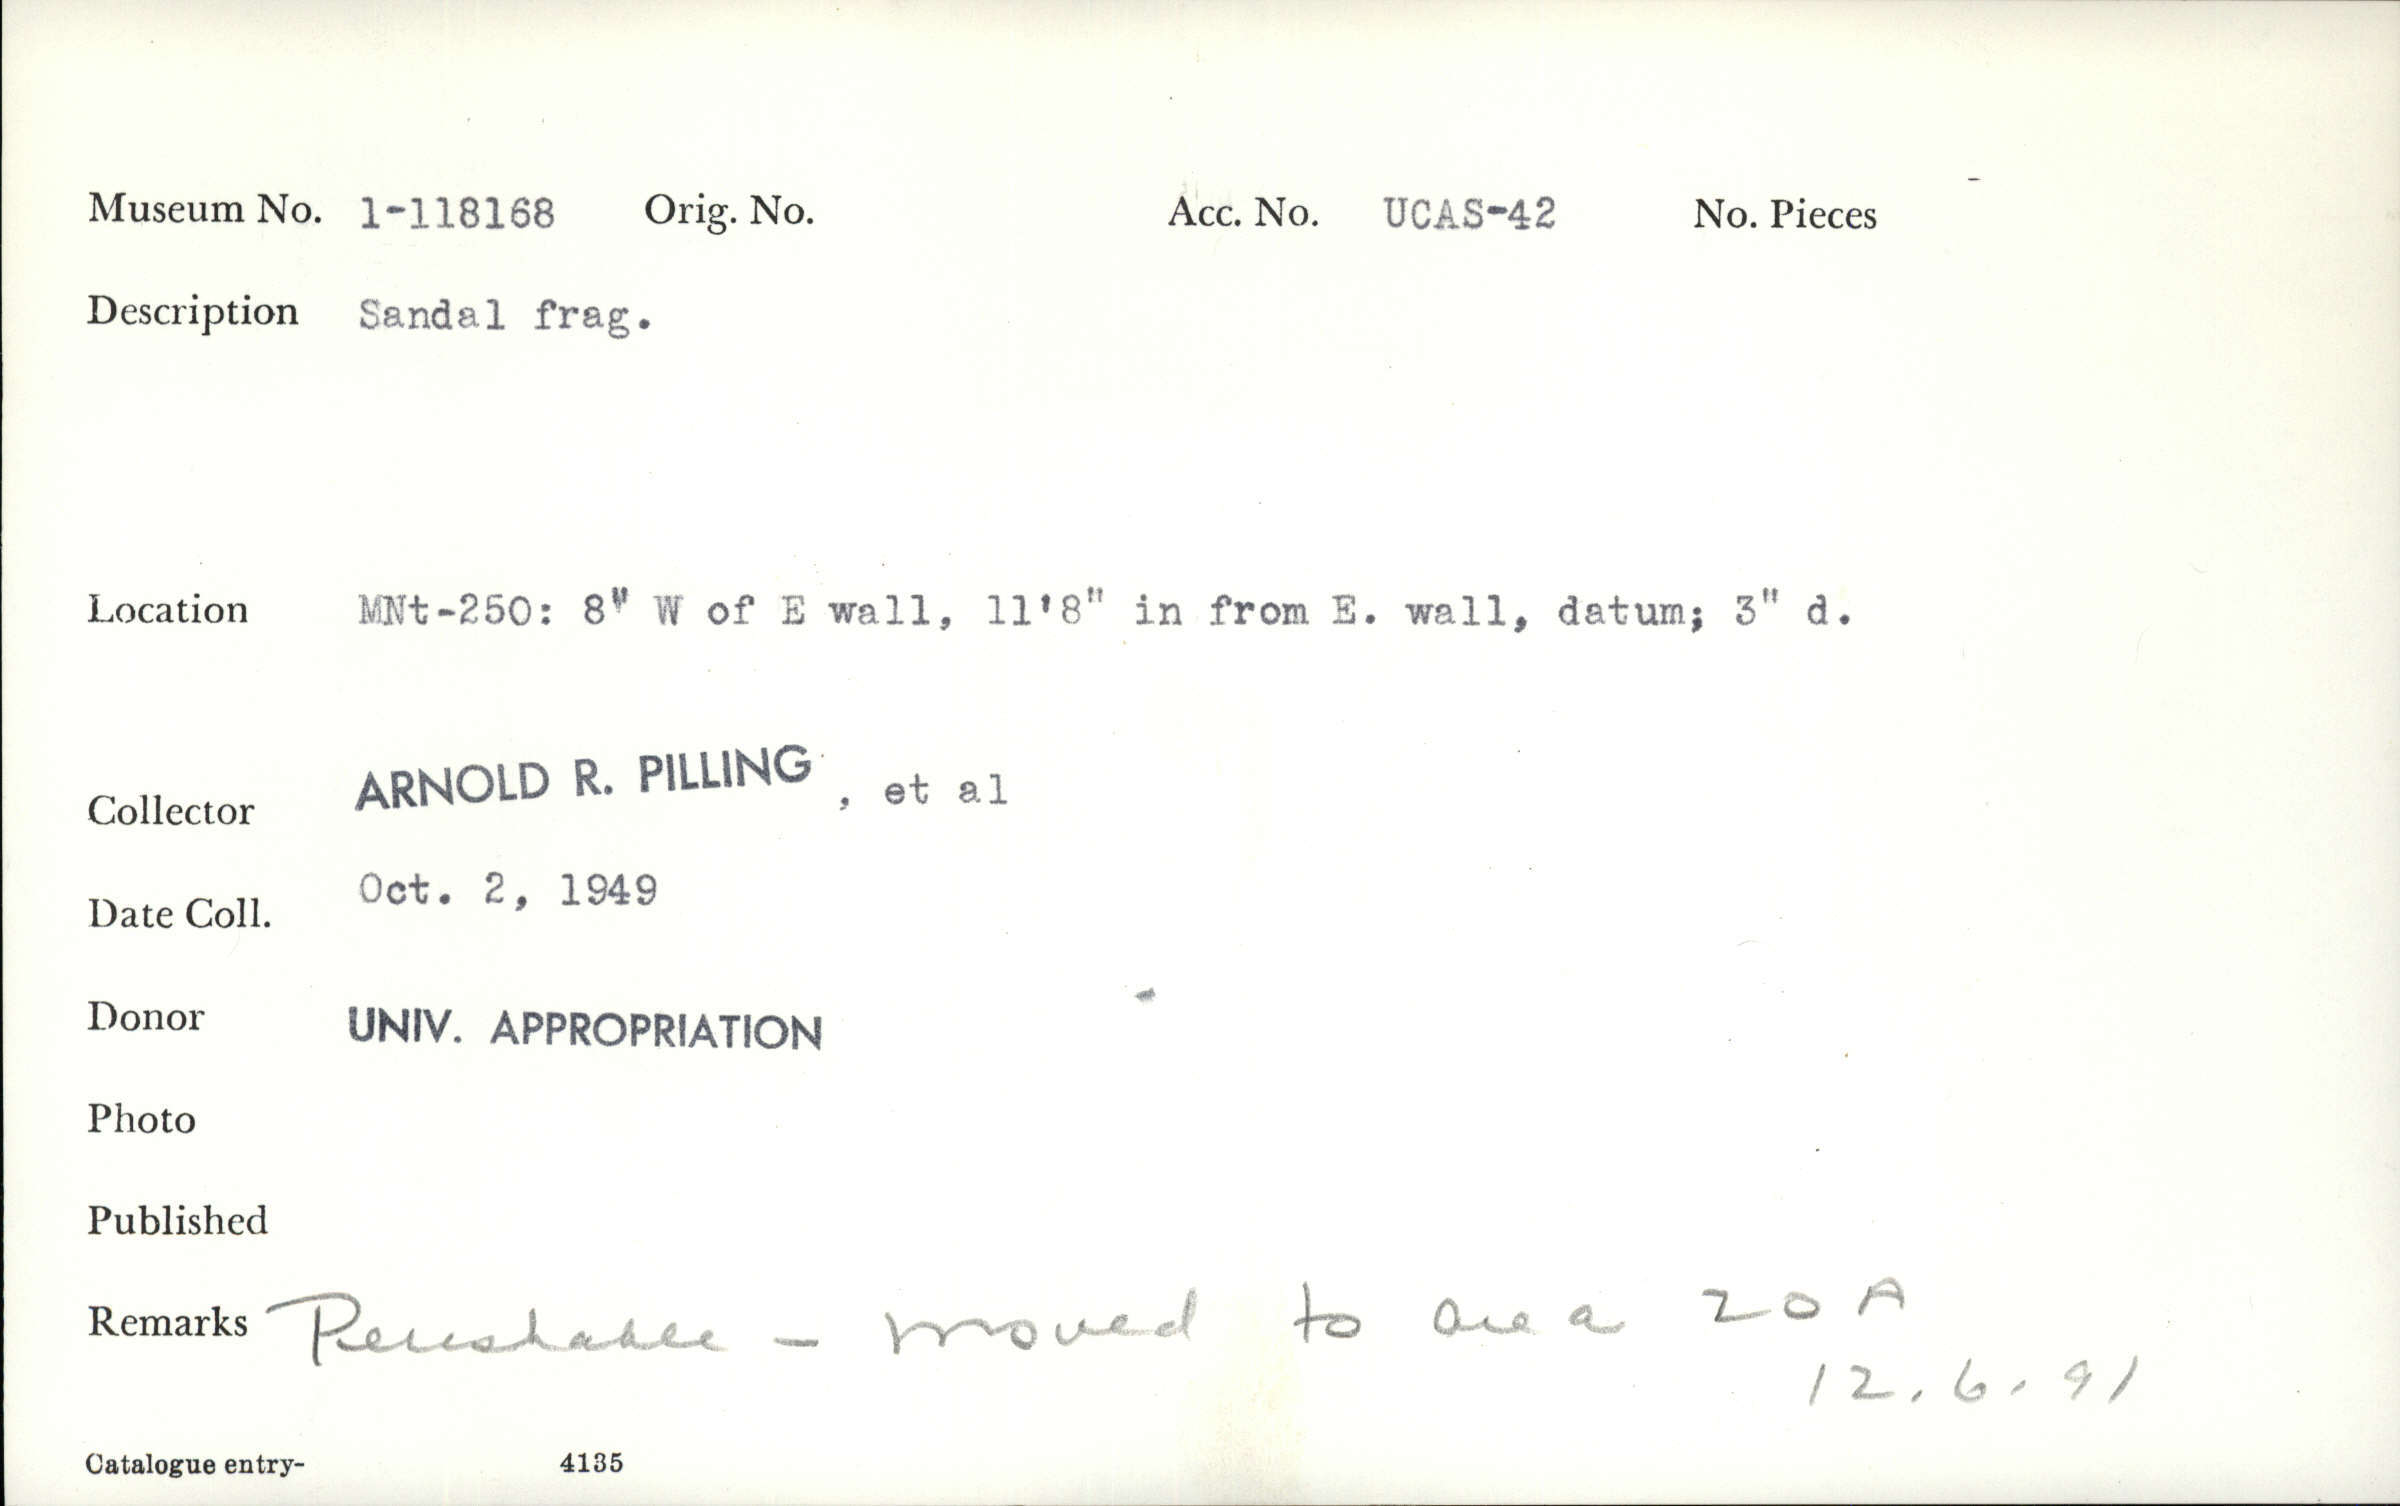 Museum No. 1-118168 Orig. No. Acc. No. UCAS-42 No. Pieces
Description Sandal frag.
Location MNt-250: 8" W of E wall, 11'8" in from E. wall, datum; 3" d.
Collector ARNOLD R. PILLING , et al
Date Coll. Oct. 2, 1949
Donor UNIV. APPROPRIATION
Photo
Published
Remarks Perishable - moved to area 20A
12.6.91
Catalogue entry- 4135